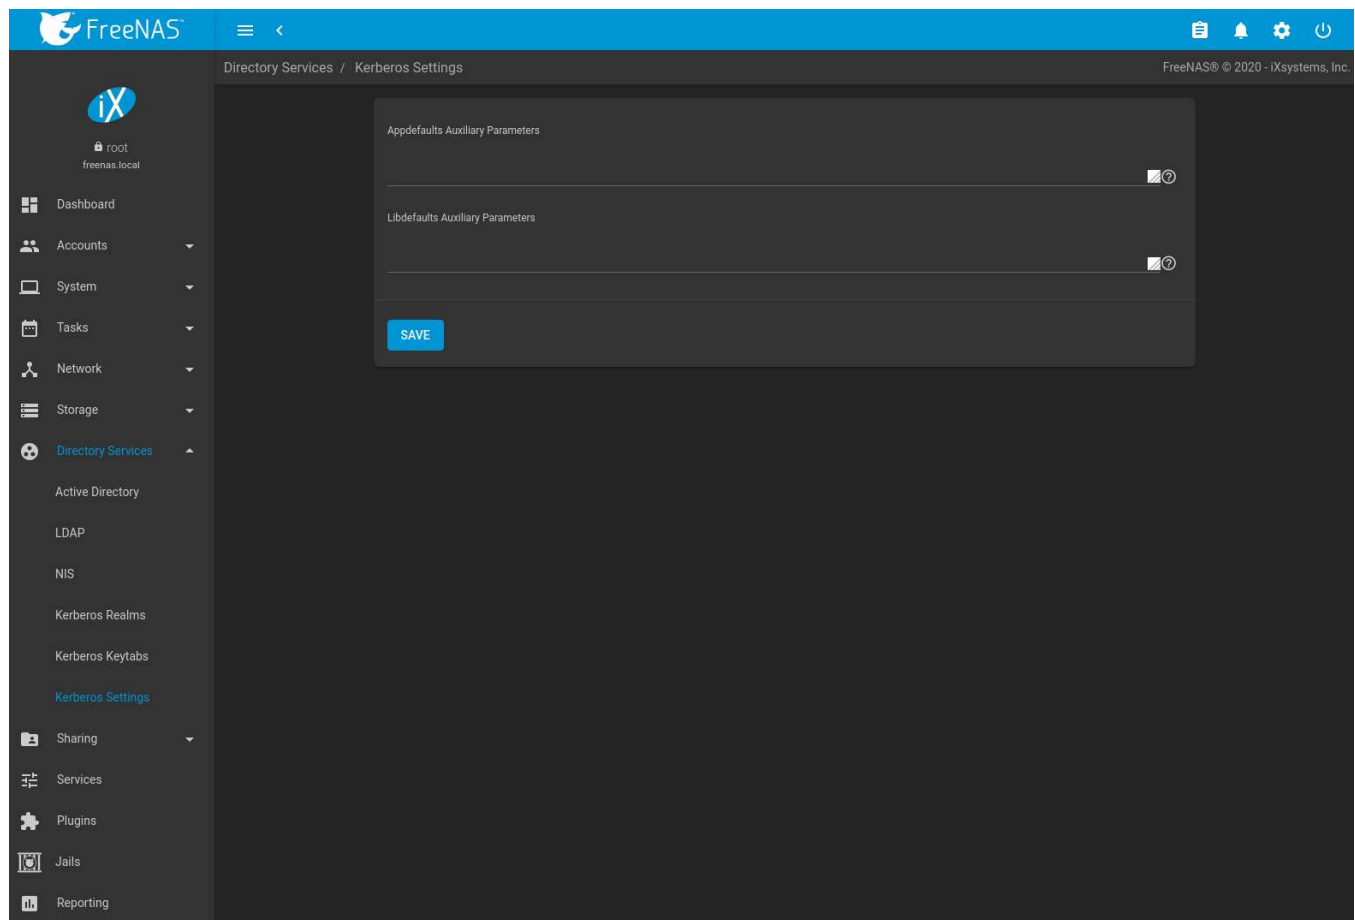 FreeNAS™
Directory Services / Kerberos Settings
FreeNAS® © 2020 - iXsystems, Inc.
iX
root
freenas.local
Dashboard
Accounts
System
Tasks
Network
Storage
Directory Services
Active Directory
LDAP
NIS
Kerberos Realms
Kerberos Keytabs
Kerberos Settings
Sharing
Services
Plugins
Jails
Reporting
Appdefaults Auxiliary Parameters
Libdefaults Auxiliary Parameters
SAVE